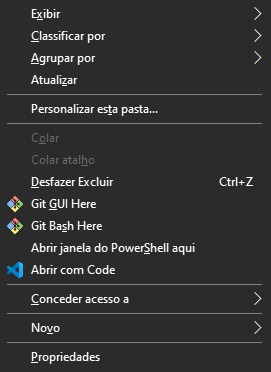 Exibir
Classificar por
Agrupar por
Atualizar
Personalizar esta pasta...
Colar
Colar atalho
Desfazer Excluir Ctrl+Z
Git GUI Here
Git Bash Here
Abrir janela do PowerShell aqui
Abrir com Code
Conceder acesso a
Novo
Propriedades